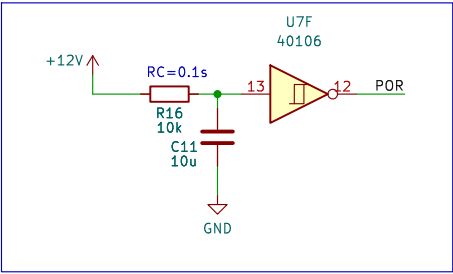 U7F
40106
+12V
RC=0.1s
13
12
POR
R16
10k
C11
10u
GND